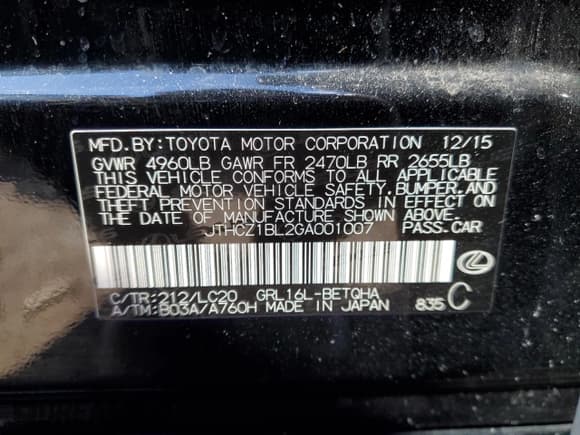 MFD.BY:TOYOTA MOTOR CORPORATION 12/15
GVWR 4960LB GAWR FR 2470LB RR 2655LB
THIS VEHICLE CONFORMS TO ALL APPLICABLE
FEDERAL MOTOR VEHICLE SAFETY,BUMPER,AND
THEFT PREVENTION STANDARDS IN EFFECT ON
THE DATE OF MANUFACTURE SHOWN ABOVE.
JTHCZ1BL2GA001007 PASS.CAR
C/TR:212/LC20 GRL16L-BETQHA
A/TM:B03A/A760H MADE IN JAPAN 835 C